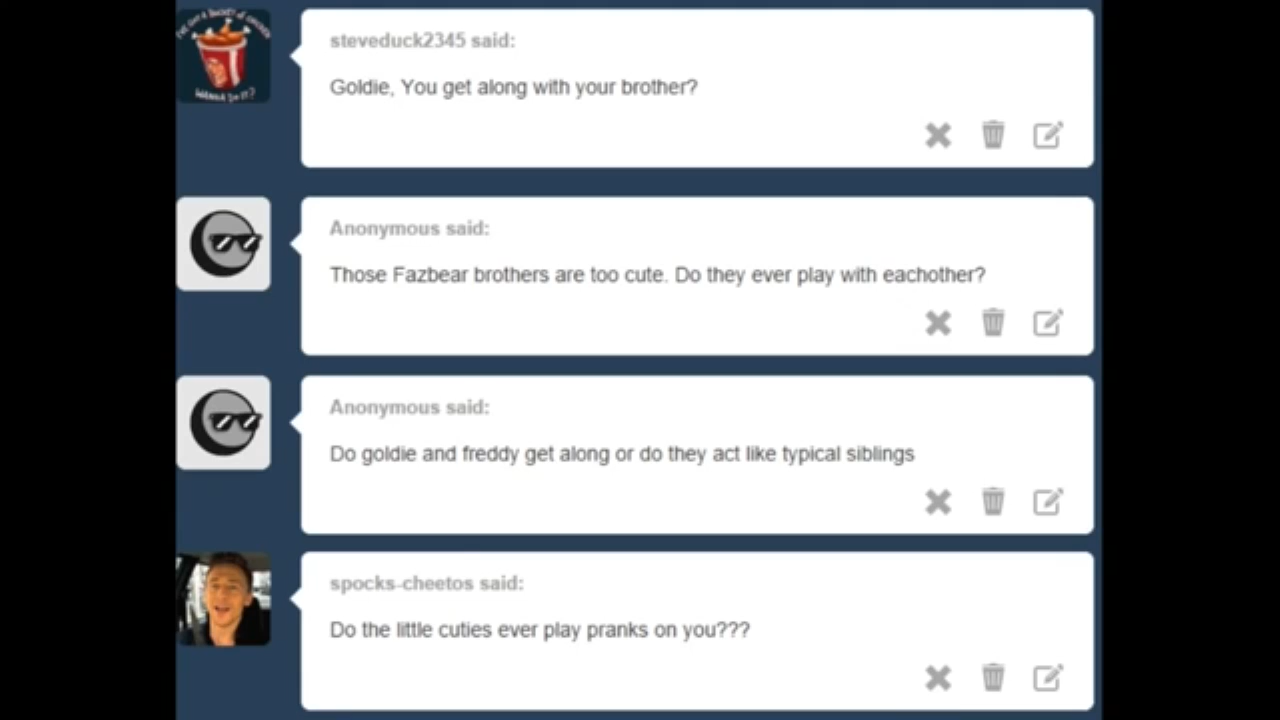 steveduck2345 said:
Goldie, You get along with your brother?
Anonymous said:
Those Fazbear brothers are too cute. Do they ever play with eachother?
Anonymous said:
Do goldie and freddy get along or do they act like typical siblings
spocks-cheetos said:
Do the little cuties ever play pranks on you???